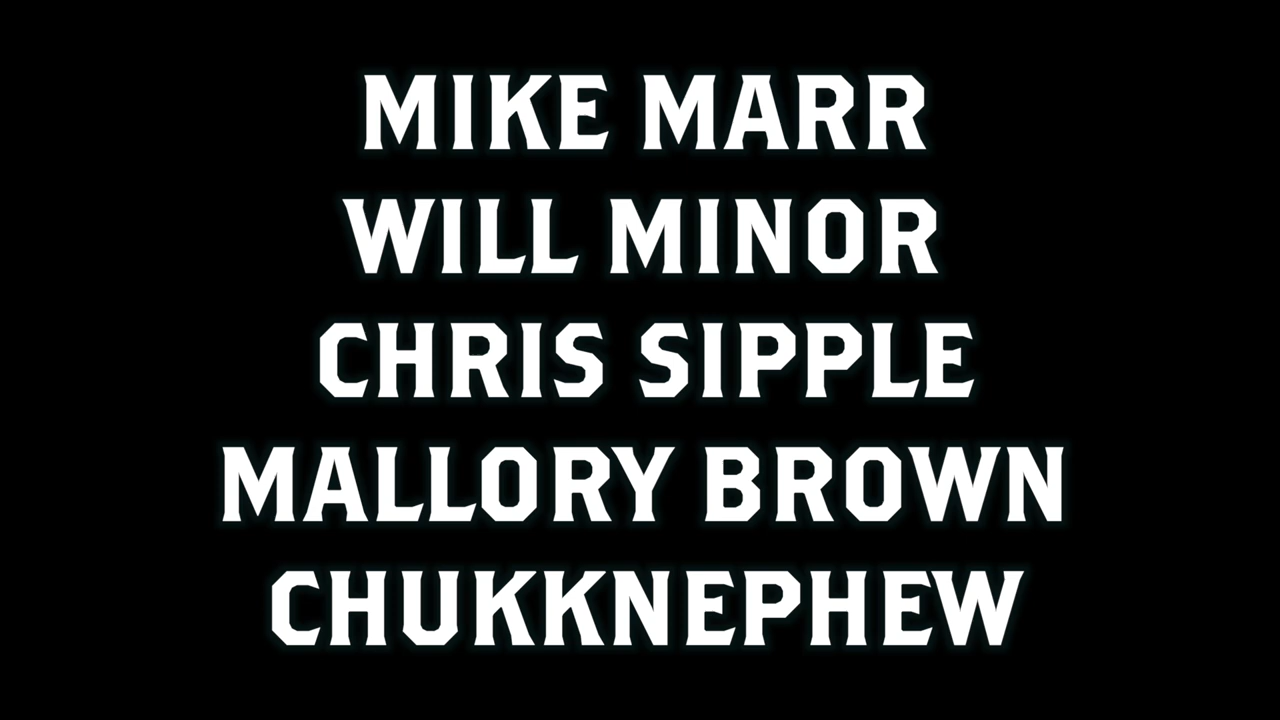 MIKE MARR
WILL MINOR
CHRIS SIPPLE
MALLORY BROWN
CHUKKNEPHEW